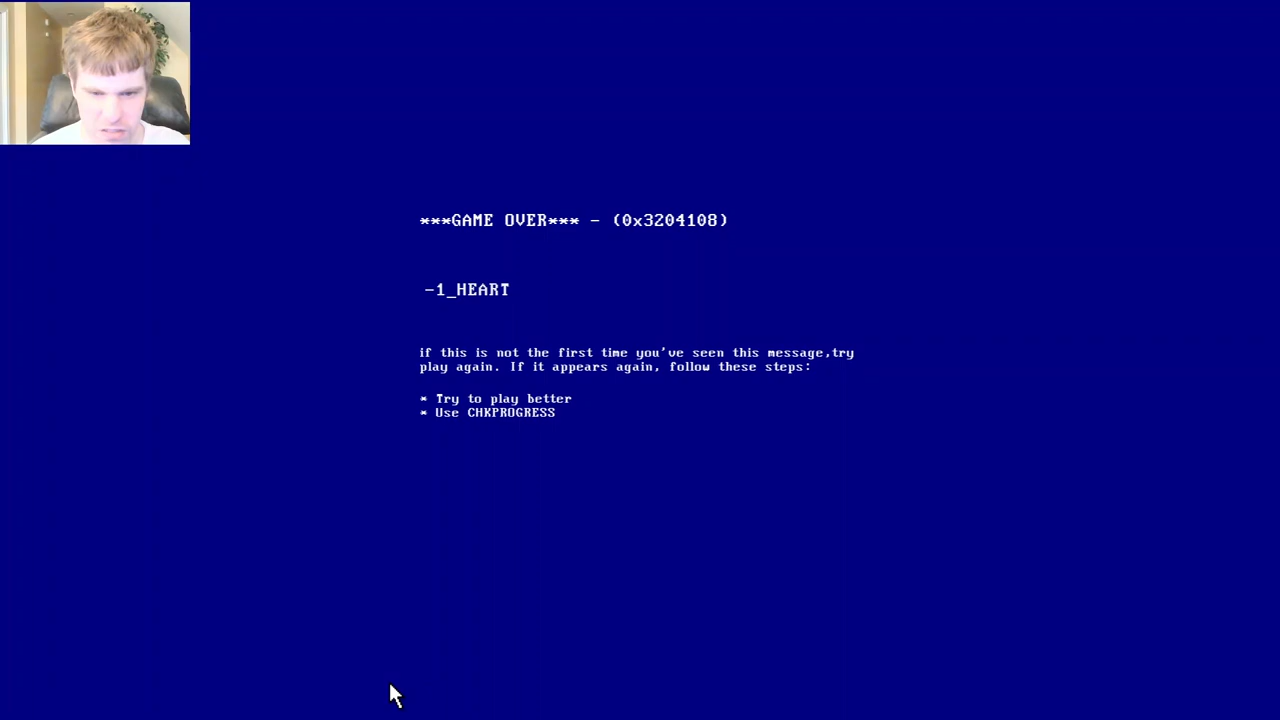 ***GAME OVER*** - (0x3204108)
-1_HEART
if this is not the first time you've seen this message,try
play again. If it appears again, follow these steps:
* Try to play better
* Use CHKPROGRESS